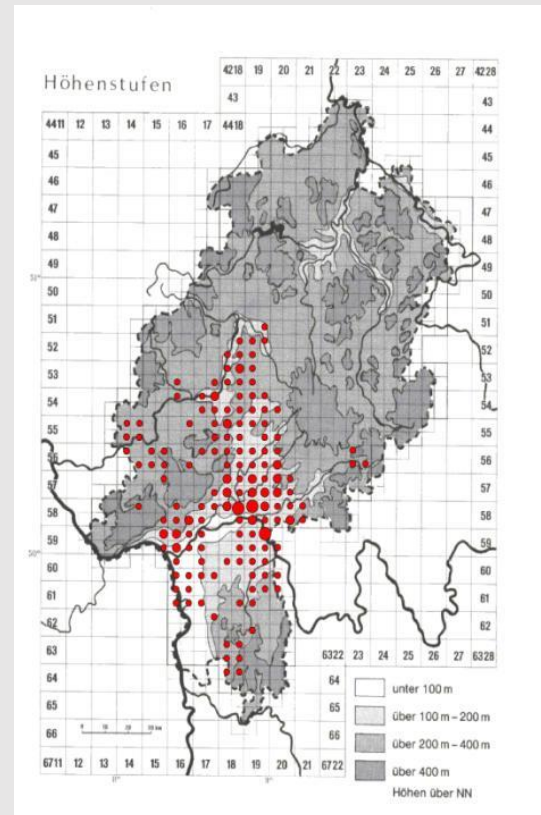 Höhenstufen
4218 19 20 21 22 23 24 25 26 27 4228
43 43
4411 12 13 14 15 16 17 4418 44
45 45
46 46
47 47
48 48
49 49
50 50
51 51
52 52
53 53
54 54
55 55
56 56
57 57
58 58
59 59
60 60
61 61
62 62
63 6322 23 24 25 26 27 6328
64 64
65 65
66 66
6711 12 13 14 15 16 17 18 19 20 21 6722
unter 100 m
über 100 m – 200 m
über 200 m – 400 m
über 400 m
Höhen über NN